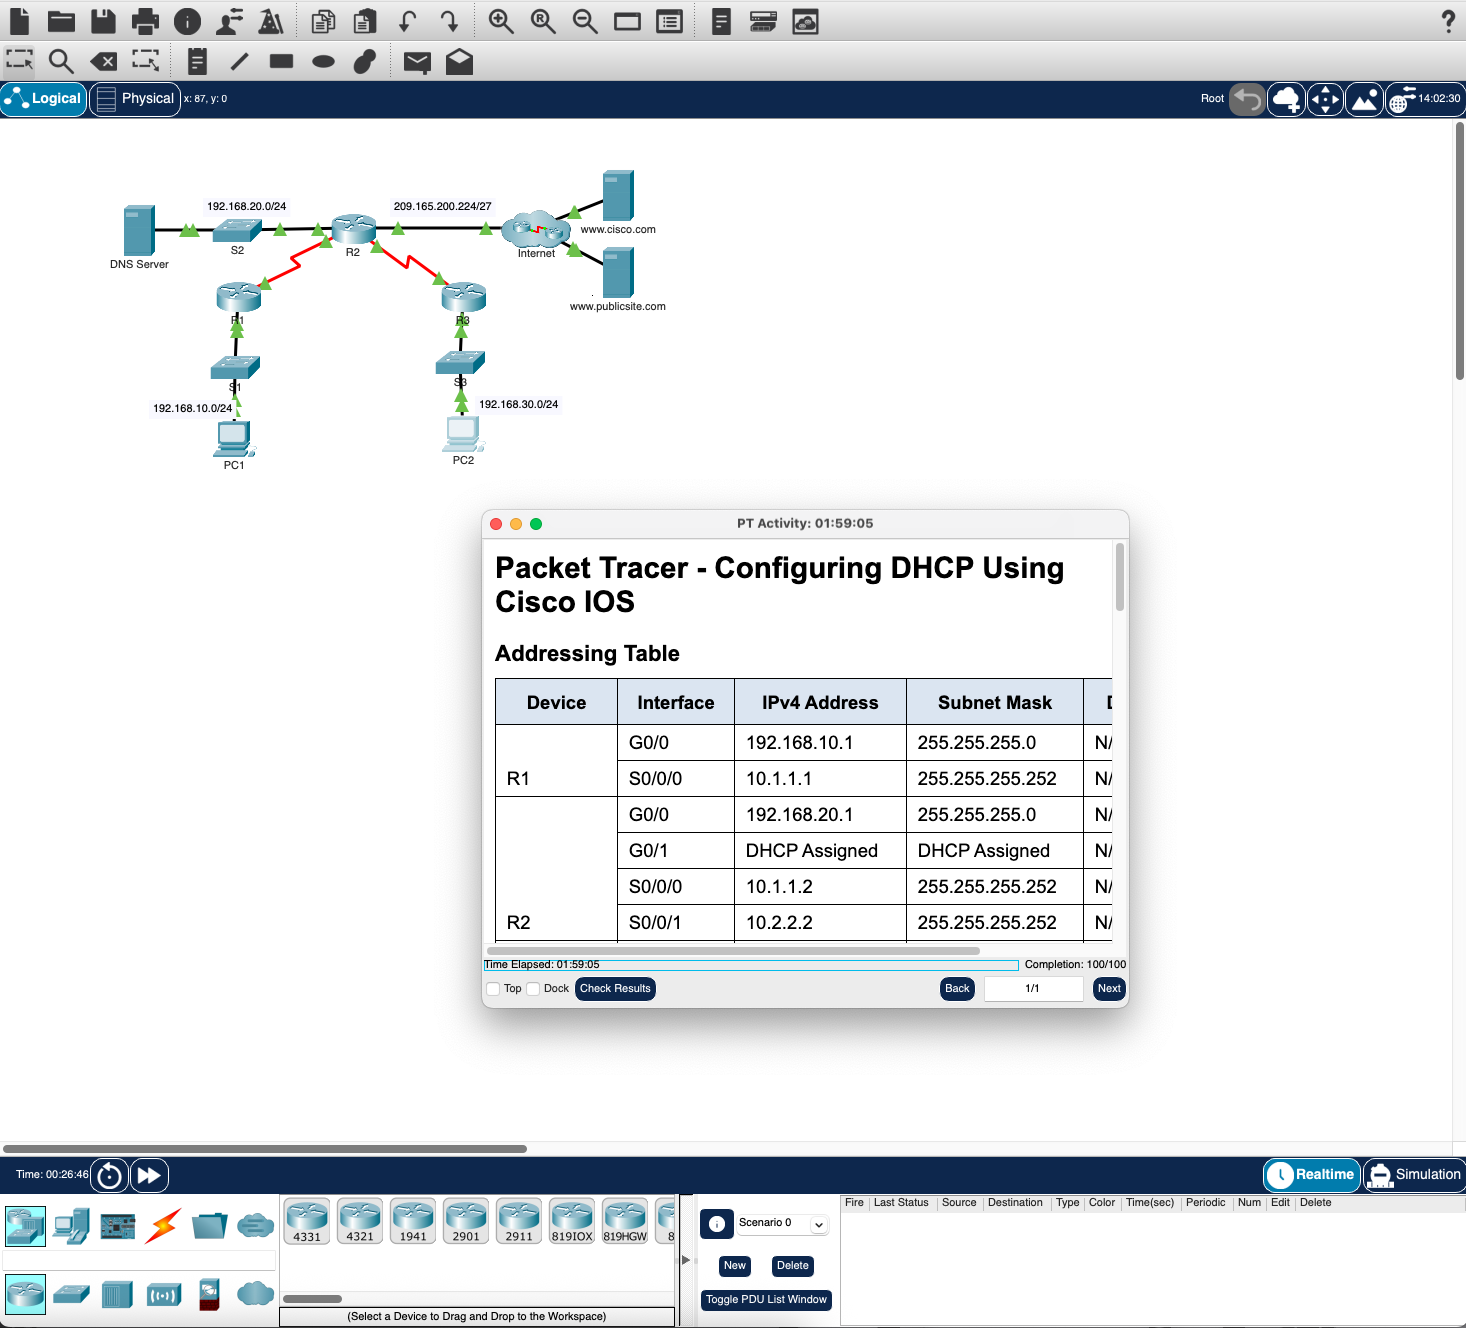 Logical
Physical
x: 87, y: 0
Root
14:02:30
192.168.20.0/24
209.165.200.224/27
www.cisco.com
S2
R2
Internet
DNS Server
www.publicsite.com
R1
R3
S1
S3
192.168.10.0/24
192.168.30.0/24
PC1
PC2
PT Activity: 01:59:05
Packet Tracer - Configuring DHCP Using
Cisco IOS
Addressing Table
Device Interface IPv4 Address Subnet Mask
G0/0 192.168.10.1 255.255.255.0 N/
R1 S0/0/0 10.1.1.1 255.255.255.252 N/
G0/0 192.168.20.1 255.255.255.0 N/
G0/1 DHCP Assigned DHCP Assigned N/
S0/0/0 10.1.1.2 255.255.255.252 N/
R2 S0/0/1 10.2.2.2 255.255.255.252 N/
Time Elapsed: 01:59:05 Completion: 100/100
Top Dock Check Results Back 1/1 Next
Time: 00:26:46
Realtime
Simulation
4331 4321 1941 2901 2911 819IOX 819HGW 8
(Select a Device to Drag and Drop to the Workspace)
Scenario 0
New Delete
Toggle PDU List Window
Fire Last Status Source Destination Type Color Time(sec) Periodic Num Edit Delete